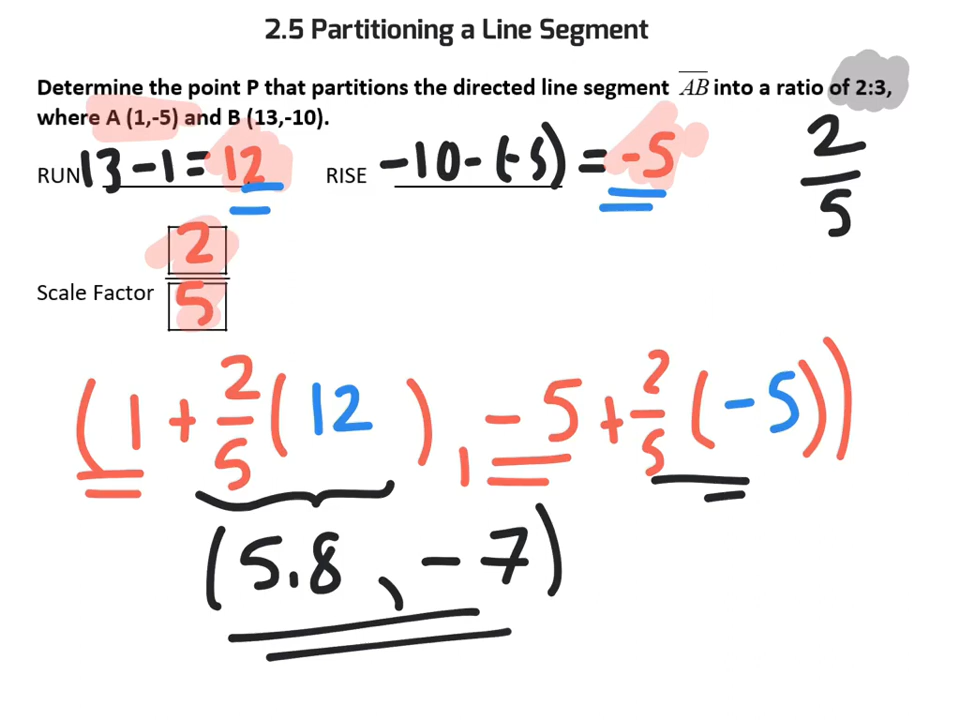 2.5 Partitioning a Line Segment
Determine the point P that partitions the directed line segment AB into a ratio of 2:3,
where A (1,-5) and B (13,-10).
RUN 13-1=12 RISE -10-(-5)=-5
2/5
Scale Factor 2/5
(1+2/5(12), -5+2/5(-5))
(5.8, -7)